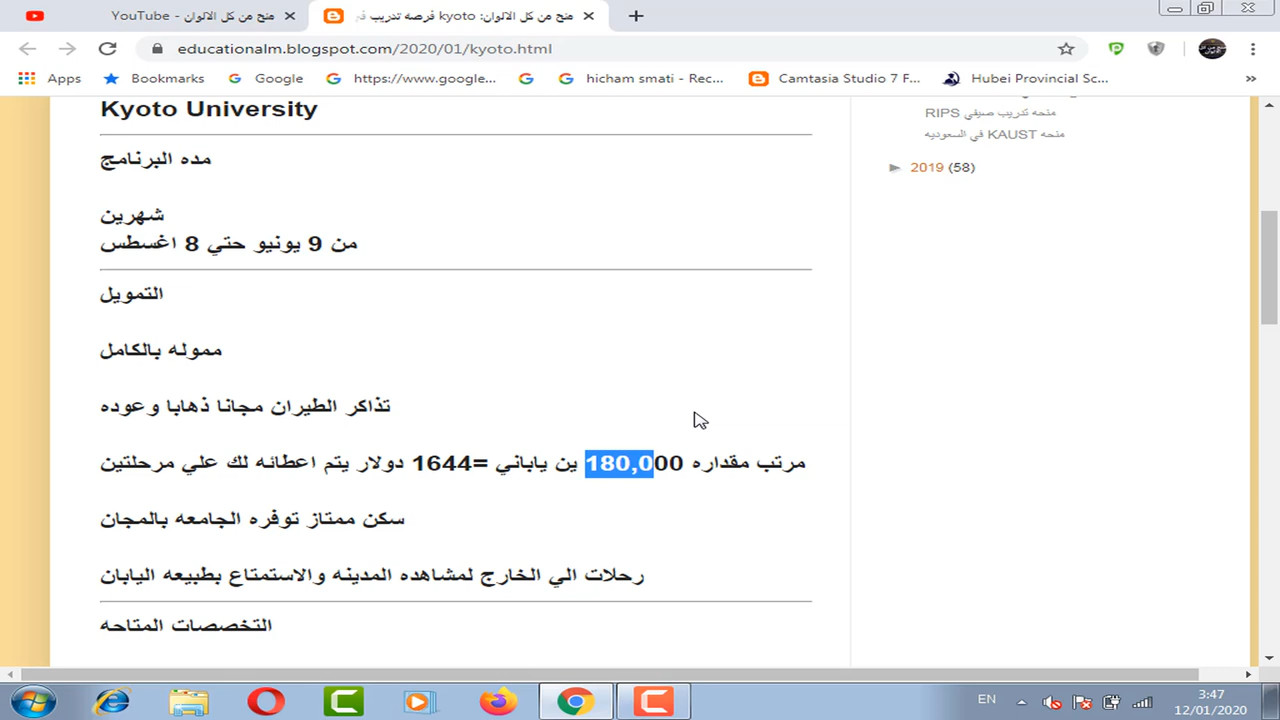 منح من كل الالوان - YouTube
منح من كل الالوان: kyoto فرصه تدريب في
educationalm.blogspot.com/2020/01/kyoto.html
Apps
Bookmarks
Google
https://www.google...
hicham smati - Rec...
Camtasia Studio 7 F...
Hubei Provincial Sc...
»
Kyoto University
مده البرنامج
شهرين
من 9 يونيو حتي 8 اغسطس
التمويل
مموله بالكامل
تذاكر الطيران مجانا ذهابا وعوده
مرتب مقداره 180,000 ين ياباني =1644 دولار يتم اعطائه لك علي مرحلتين
سكن ممتاز توفره الجامعه بالمجان
رحلات الي الخارج لمشاهده المدينه والاستمتاع بطبيعه اليابان
التخصصات المتاحه
منحه تدريب صيفي RIPS
منحه KAUST في السعوديه
► 2019 (58)
EN
3:47
12/01/2020